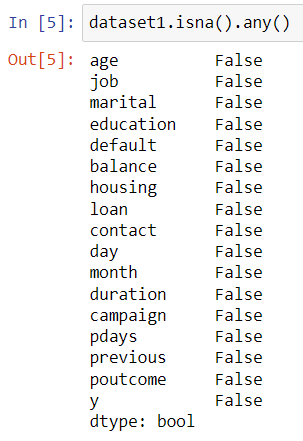 In [5]: dataset1.isna().any()
Out[5]: age False
job False
marital False
education False
default False
balance False
housing False
loan False
contact False
day False
month False
duration False
campaign False
pdays False
previous False
poutcome False
y False
dtype: bool